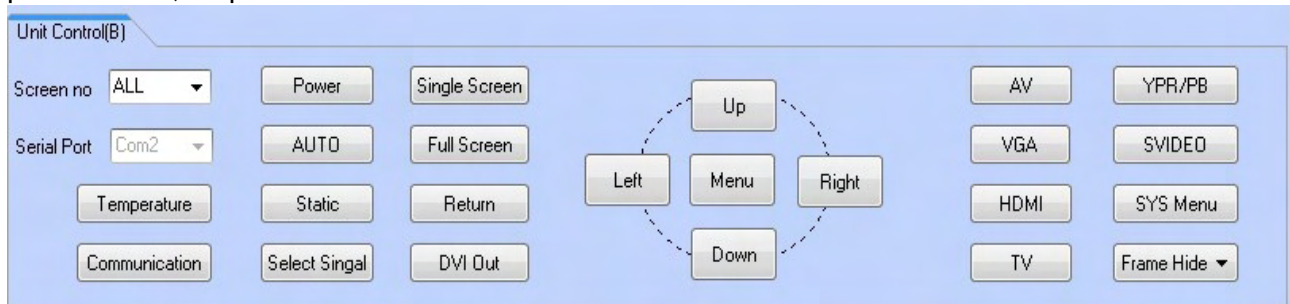 Unit Control(B)
Screen no ALL Power Single Screen Up AV YPR/PB
Serial Port Com2 AUTO Full Screen VGA SVIDEO
Left Menu Right
Temperature Static Return HDMI SYS Menu
Communication Select Singal DVI Out Down TV Frame Hide